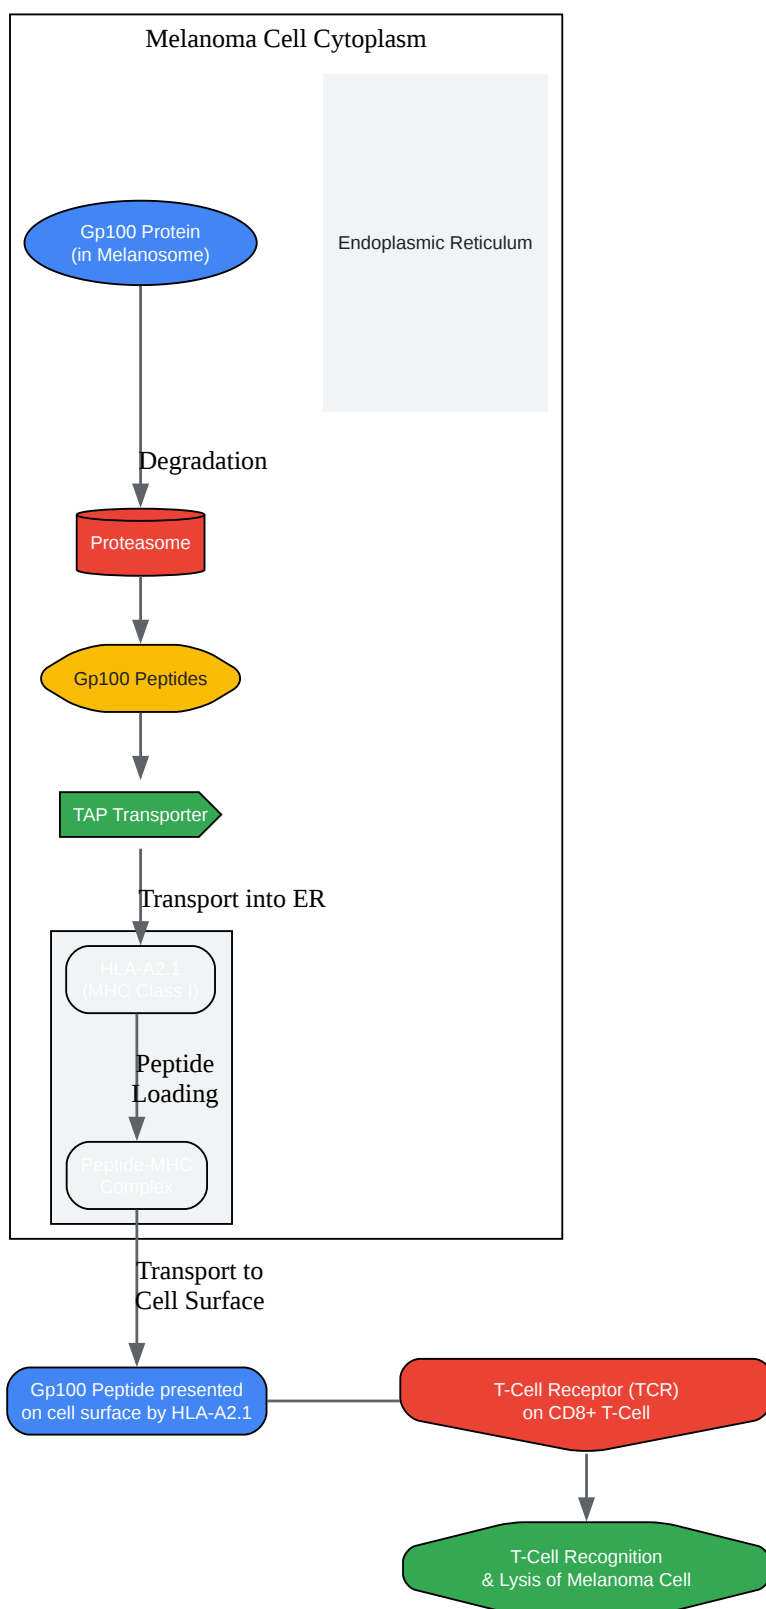 Melanoma Cell Cytoplasm
Endoplasmic Reticulum
Gp100 Protein
(in Melanosome)
Degradation
Proteasome
Gp100 Peptides
TAP Transporter
Transport into ER
HLA-A2.1
(MHC Class I)
Peptide
Loading
Peptide-MHC
Complex
Transport to
Cell Surface
Gp100 Peptide presented
on cell surface by HLA-A2.1
T-Cell Receptor (TCR)
on CD8+ T-Cell
T-Cell Recognition
& Lysis of Melanoma Cell